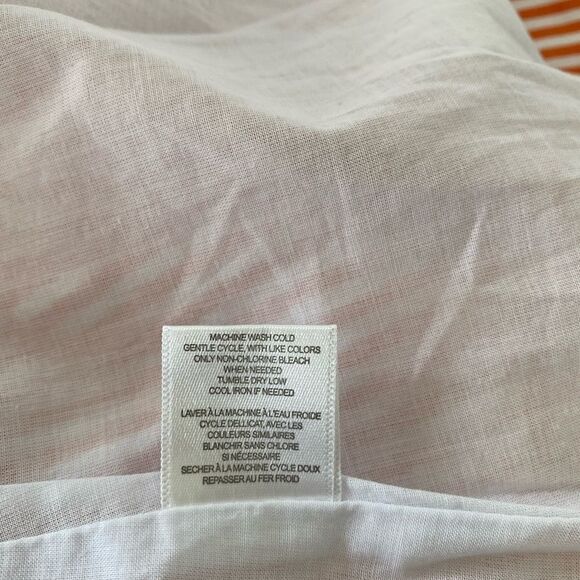 MACHINE WASH COLD
GENTLE CYCLE, WITH LIKE COLORS
ONLY NON-CHLORINE BLEACH
WHEN NEEDED
TUMBLE DRY LOW
COOL IRON IF NEEDED
LAVER À LA MACHINE À L'EAU FROIDE
CYCLE DELLICAT, AVEC LES
COULEURS SIMILAIRES
BLANCHIR SANS CHLORE
SI NÉCESSAIRE
SECHER À LA MACHINE CYCLE DOUX
REPASSER AU FER FROID